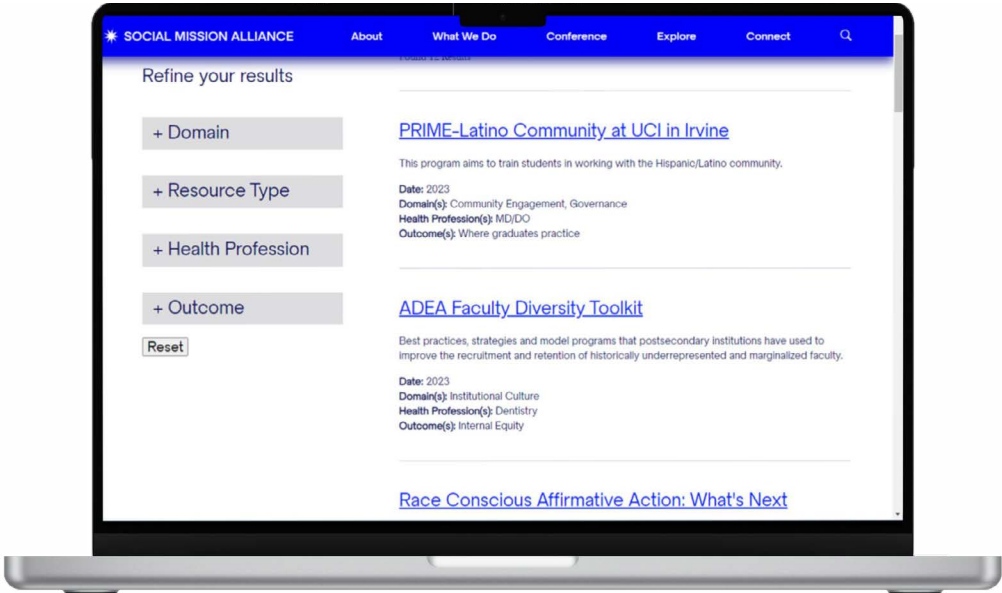 SOCIAL MISSION ALLIANCE About What We Do Conference Explore Connect
Refine your results
+ Domain
+ Resource Type
+ Health Profession
+ Outcome
Reset
PRIME-Latino Community at UCI in Irvine
This program aims to train students in working with the Hispanic/Latino community.
Date: 2023
Domain(s): Community Engagement, Governance
Health Profession(s): MD/DO
Outcome(s): Where graduates practice
ADEA Faculty Diversity Toolkit
Best practices, strategies and model programs that postsecondary institutions have used to
improve the recruitment and retention of historically underrepresented and marginalized faculty.
Date: 2023
Domain(s): Institutional Culture
Health Profession(s): Dentistry
Outcome(s): Internal Equity
Race Conscious Affirmative Action: What's Next